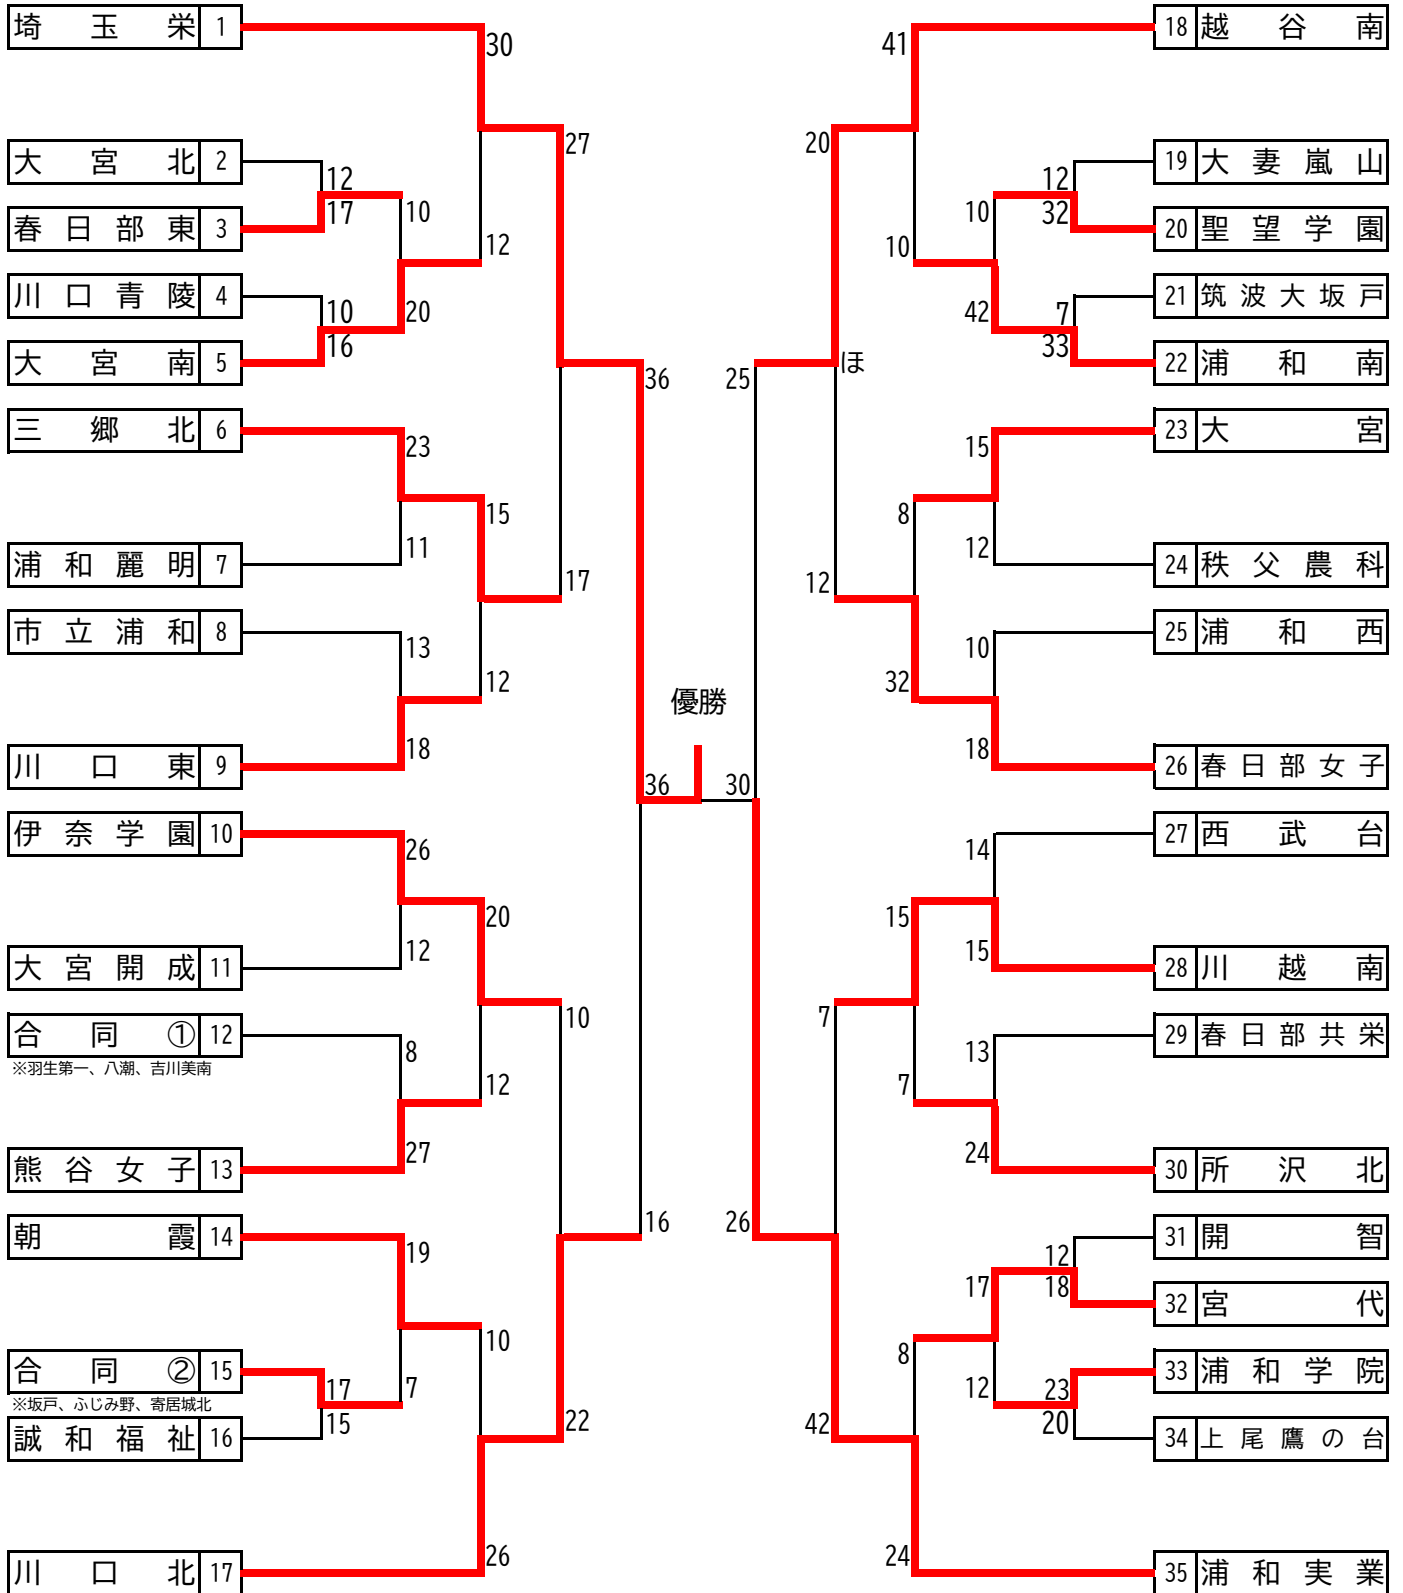 埼玉栄 1
大宮北 2
春日部東 3
川口青陵 4
大宮南 5
三郷北 6
浦和麗明 7
市立浦和 8
川口東 9
伊奈学園 10
大宮開成 11
合同① 12
※羽生第一、八潮、吉川美南
熊谷女子 13
朝霞 14
合同② 15
※坂戸、ふじみ野、寄居城北
誠和福祉 16
川口北 17
12
17
10
16
17
15
10
20
23
11
13
18
26
12
8
27
19
7
30
12
15
12
20
12
10
26
27
17
10
22
36
16
優勝
36 30
25
26
20
ほ
12
7
42
41
10
8
32
15
7
8
24
10
42
15
12
10
18
14
15
13
24
17
12
12
32
7
33
12
18
23
20
18 越谷南
19 大妻嵐山
20 聖望学園
21 筑波大坂戸
22 浦和南
23 大宮
24 秩父農科
25 浦和西
26 春日部女子
27 西武台
28 川越南
29 春日部共栄
30 所沢北
31 開智
32 宮代
33 浦和学院
34 上尾鷹の台
35 浦和実業